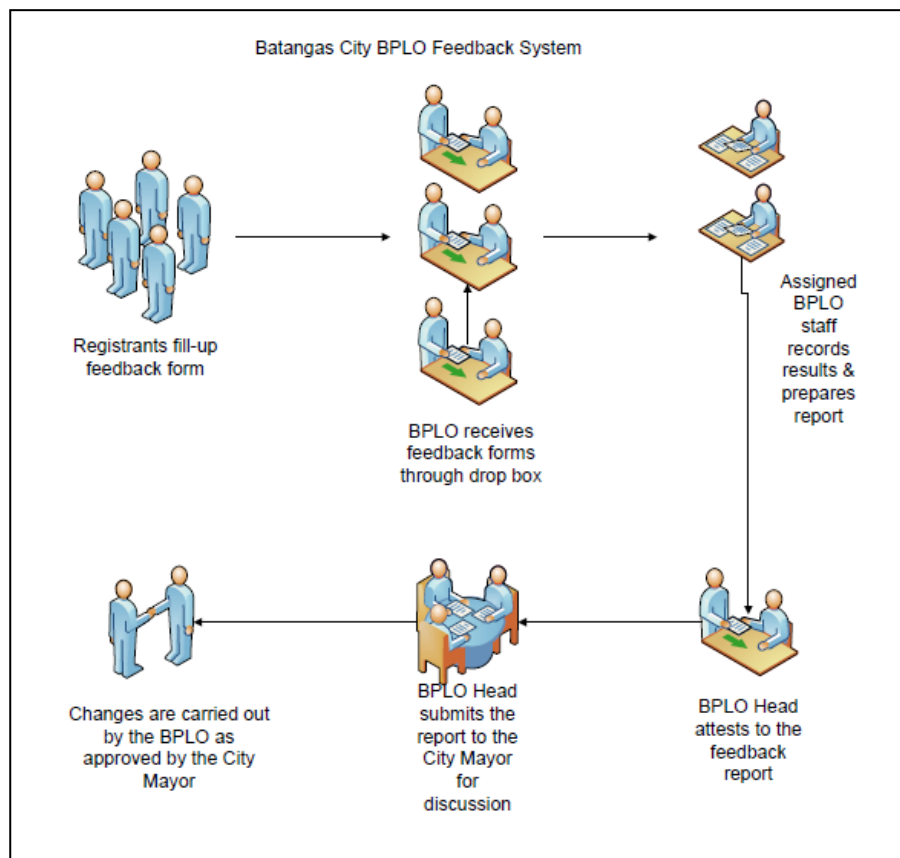 Batangas City BPLO Feedback System
Registrants fill-up
feedback form
BPLO receives
feedback forms
through drop box
Assigned
BPLO
staff
records
results &
prepares
report
BPLO Head
attests to the
feedback
report
BPLO Head
submits the
report to the
City Mayor
for
discussion
Changes are carried out
by the BPLO as
approved by the City
Mayor